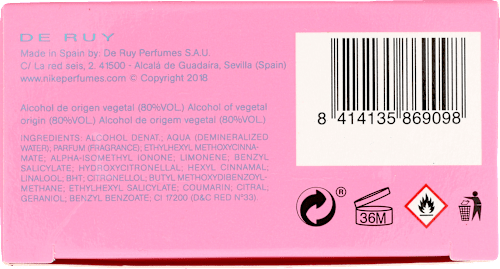 DE RUY
Made in Spain by: De Ruy Perfumes S.A.U.
C/ La red seis, 2. 41500 - Alcalá de Guadaira, Sevilla (Spain)
www.nikeperfumes.com © Copyright 2018
Alcohol de origen vegetal (80%VOL.) Alcohol of vegetal
origin (80%VOL.) Alcohol de origem vegetal (80%VOL.)
INGREDIENTS: ALCOHOL DENAT.; AQUA (DEMINERALIZED
WATER); PARFUM (FRAGRANCE); ETHYLHEXYL METHOXYCINNA-
MATE; ALPHA-ISOMETHYL IONONE; LIMONENE; BENZYL
SALICYLATE; HYDROXYCITRONELLAL; HEXYL CINNAMAL;
LINALOOL; BHT; CITRONELLOL; BUTYL METHOXYDIBENZOYL-
METHANE; ETHYLHEXYL SALICYLATE; COUMARIN; CITRAL;
GERANIOL; BENZYL BENZOATE; CI 17200 (D&C RED Nº33).
8 414135 869098
®
36M